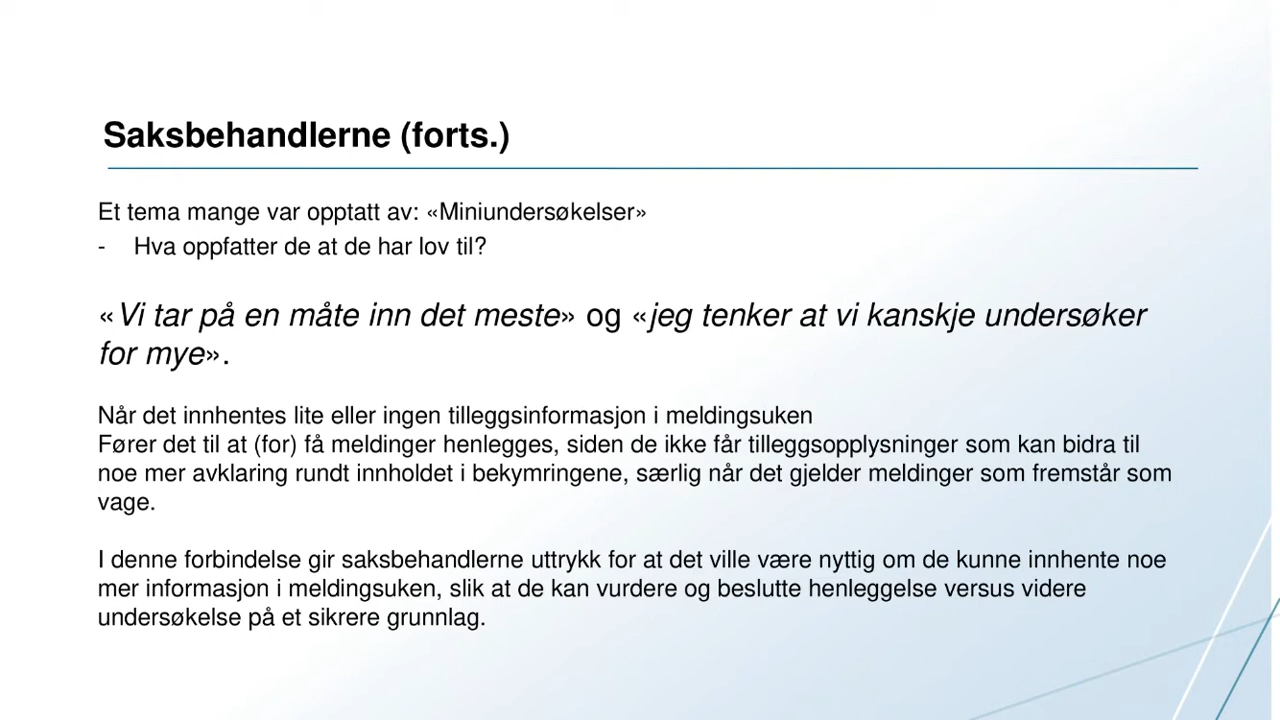 Saksbehandlerne (forts.)
Et tema mange var opptatt av: «Miniundersøkelser»
- Hva oppfatter de at de har lov til?
«Vi tar på en måte inn det meste» og «jeg tenker at vi kanskje undersøker
for mye».
Når det innhentes lite eller ingen tilleggsinformasjon i meldingsuken
Fører det til at (for) få meldinger henlegges, siden de ikke får tilleggsopplysninger som kan bidra til
noe mer avklaring rundt innholdet i bekymringene, særlig når det gjelder meldinger som fremstår som
vage.
I denne forbindelse gir saksbehandlerne uttrykk for at det ville være nyttig om de kunne innhente noe
mer informasjon i meldingsuken, slik at de kan vurdere og beslutte henleggelse versus videre
undersøkelse på et sikrere grunnlag.